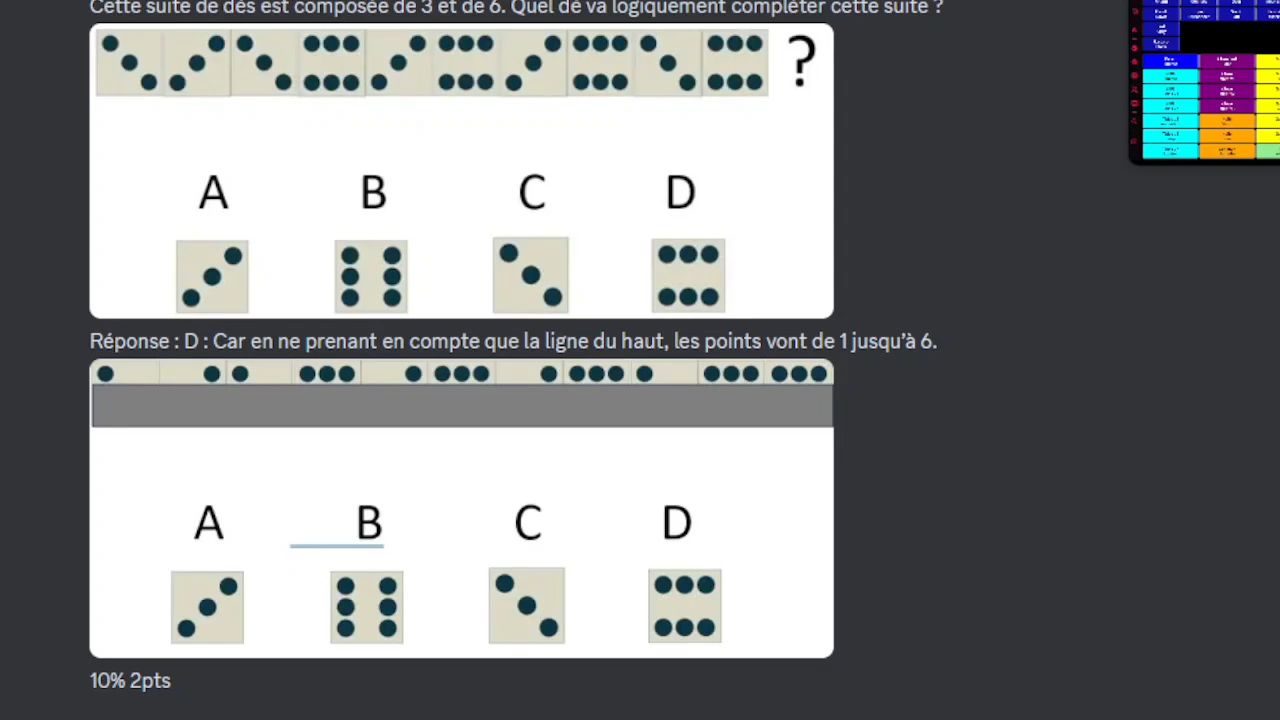 Cette suite de dés est composée de 3 et de 6. Quel dé va logiquement compléter cette suite ?
?
A B C D
Réponse : D : Car en ne prenant en compte que la ligne du haut, les points vont de 1 jusqu’à 6.
A B C D
10% 2pts